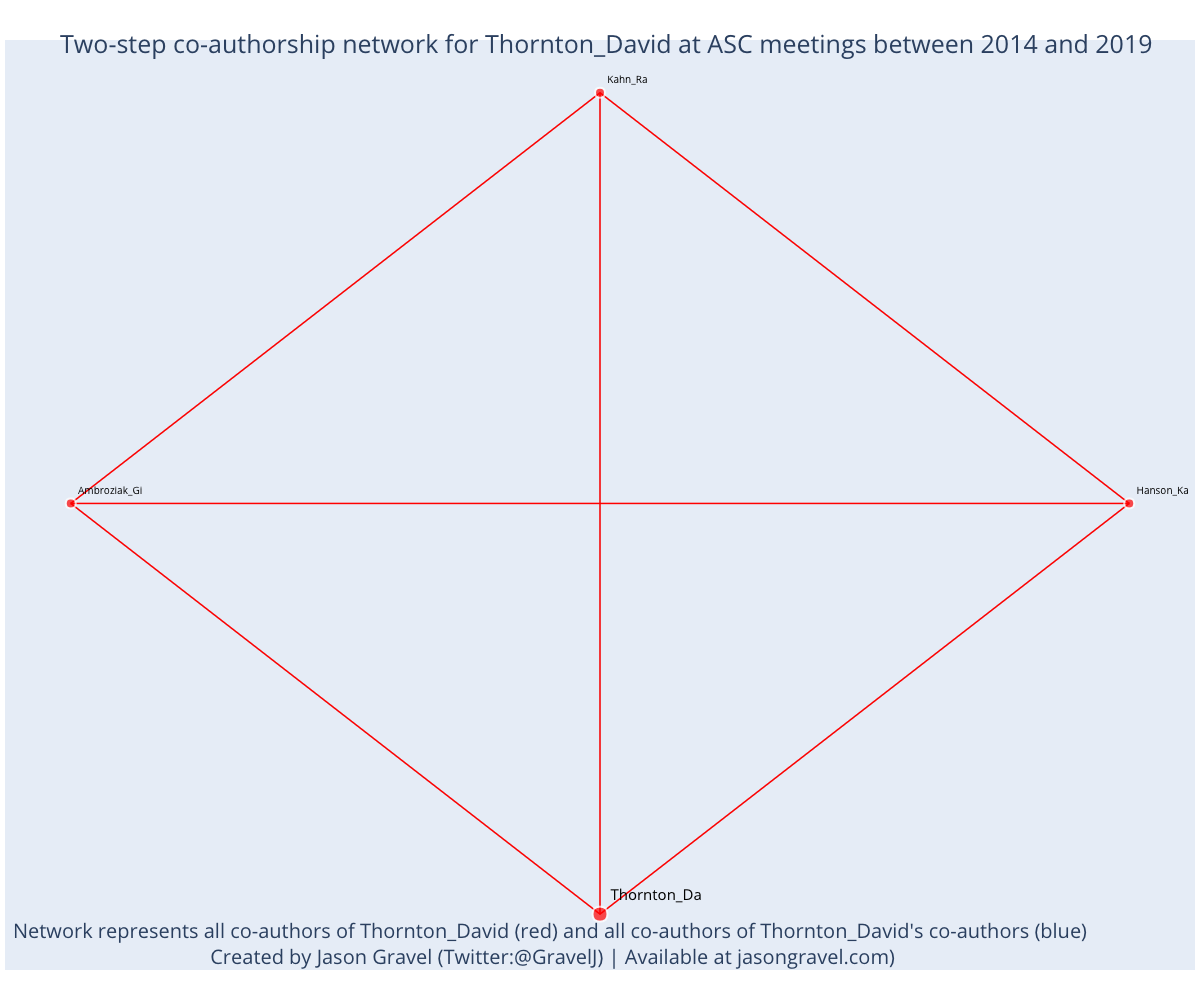 Two-step co-authorship network for Thornton_David at ASC meetings between 2014 and 2019
Kahn_Ra
Ambroziak_Gi
Hanson_Ka
Thornton_Da
Network represents all co-authors of Thornton_David (red) and all co-authors of Thornton_David's co-authors (blue)
Created by Jason Gravel (Twitter:@GravelJ) | Available at jasongravel.com)